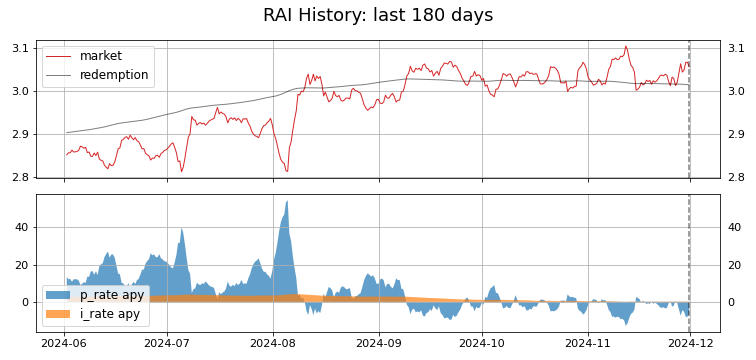 RAI History: last 180 days
3.1 3.1
market
redemption
3.0 3.0
2.9 2.9
2.8 2.8
40 40
20 20
p_rate apy
0 0
i_rate apy
2024-06 2024-07 2024-08 2024-09 2024-10 2024-11 2024-12